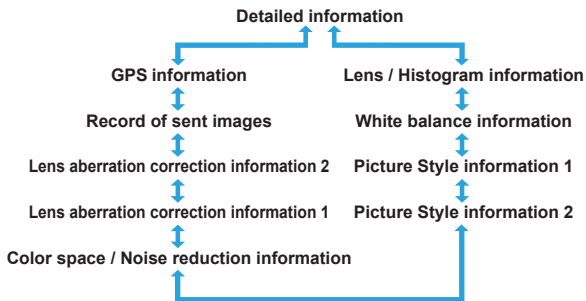 Detailed information
GPS information
Lens / Histogram information
Record of sent images
White balance information
Lens aberration correction information 2
Picture Style information 1
Lens aberration correction information 1
Picture Style information 2
Color space / Noise reduction information